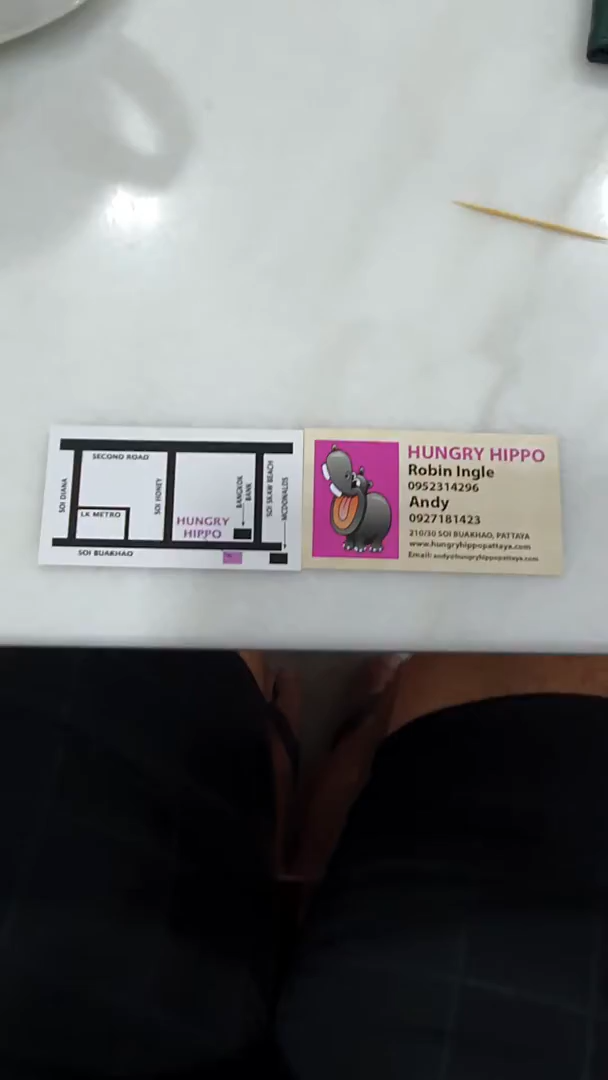 SECOND ROAD
SOI DIANA
LK METRO
SOI HONEY
HUNGRY
HIPPO
BANGKOK
BANK
SOI SKAW BEACH
MCDONALDS
SOI BUAKHAO
HUNGRY HIPPO
Robin Ingle
0952314296
Andy
0927181423
210/30 SOI BUAKHAO, PATTAYA
www.hungryhippopattaya.com
Email: andy@hungryhippopattaya.com